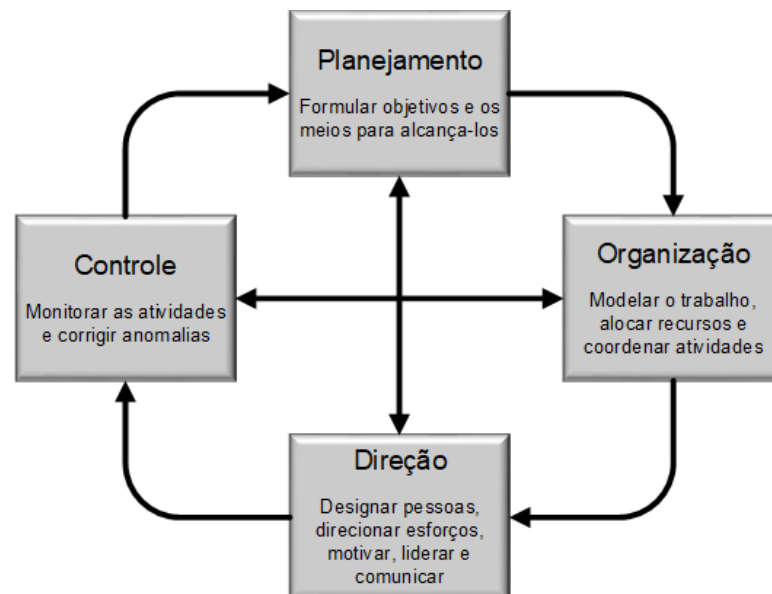 Planejamento
Formular objetivos e os
meios para alcança-los
Controle
Monitorar as atividades
e corrigir anomalias
Organização
Modelar o trabalho,
alocar recursos e
coordenar atividades
Direção
Designar pessoas,
direcionar esforços,
motivar, liderar e
comunicar